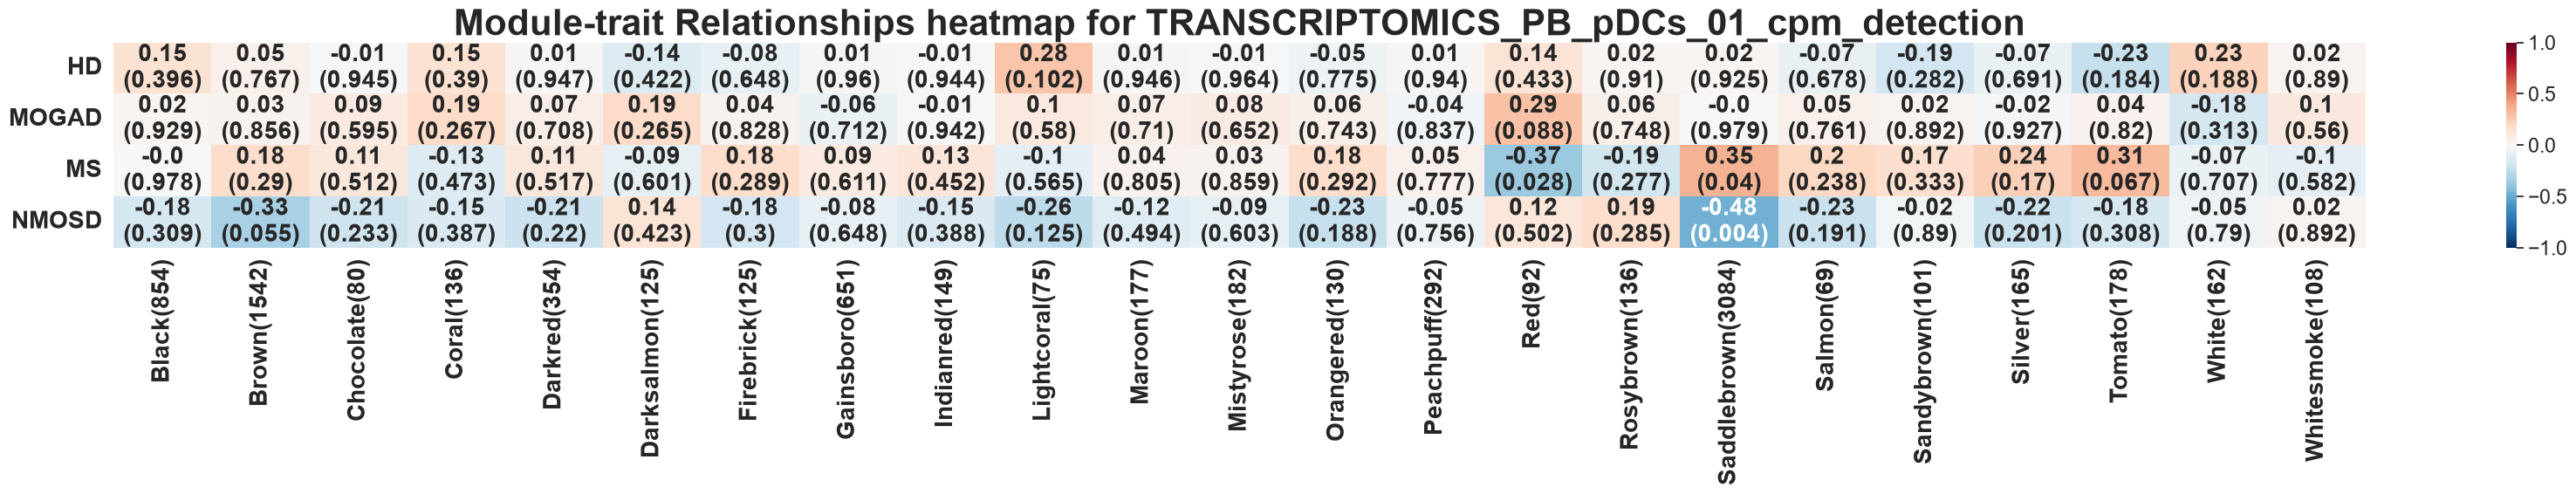 Module-trait Relationships heatmap for TRANSCRIPTOMICS_PB_pDCs_01_cpm_detection
HD
0.15 0.05 -0.01 0.15 0.01 -0.14 -0.08 0.01 -0.01 0.28 0.01 -0.01 -0.05 0.01 0.14 0.02 0.02 -0.07 -0.19 -0.07 -0.23 0.23 0.02
(0.396) (0.767) (0.945) (0.39) (0.947) (0.422) (0.648) (0.96) (0.944) (0.102) (0.946) (0.964) (0.775) (0.94) (0.433) (0.91) (0.925) (0.678) (0.282) (0.691) (0.184) (0.188) (0.89)
MOGAD
0.02 0.03 0.09 0.19 0.07 0.19 0.04 -0.06 -0.01 0.1 0.07 0.08 0.06 -0.04 0.29 0.06 -0.0 0.05 0.02 -0.02 0.04 -0.18 0.1
(0.929) (0.856) (0.595) (0.267) (0.708) (0.265) (0.828) (0.712) (0.942) (0.58) (0.71) (0.652) (0.743) (0.837) (0.088) (0.748) (0.979) (0.761) (0.892) (0.927) (0.82) (0.313) (0.56)
MS
-0.0 0.18 0.11 -0.13 0.11 -0.09 0.18 0.09 0.13 -0.1 0.04 0.03 0.18 0.05 -0.37 -0.19 0.35 0.2 0.17 0.24 0.31 -0.07 -0.1
(0.978) (0.29) (0.512) (0.473) (0.517) (0.601) (0.289) (0.611) (0.452) (0.565) (0.805) (0.859) (0.292) (0.777) (0.028) (0.277) (0.04) (0.238) (0.333) (0.17) (0.067) (0.707) (0.582)
NMOSD
-0.18 -0.33 -0.21 -0.15 -0.21 0.14 -0.18 -0.08 -0.15 -0.26 -0.12 -0.09 -0.23 -0.05 0.12 0.19 -0.48 -0.23 -0.02 -0.22 -0.18 -0.05 0.02
(0.309) (0.055) (0.233) (0.387) (0.22) (0.423) (0.3) (0.648) (0.388) (0.125) (0.494) (0.603) (0.188) (0.756) (0.502) (0.285) (0.004) (0.191) (0.89) (0.201) (0.308) (0.79) (0.892)
Black(854)
Brown(1542)
Chocolate(80)
Coral(136)
Darkred(354)
Darksalmon(125)
Firebrick(125)
Gainsboro(651)
Indianred(149)
Lightcoral(75)
Maroon(177)
Mistyrose(182)
Orangered(130)
Peachpuff(292)
Red(92)
Rosybrown(136)
Saddlebrown(3084)
Salmon(69)
Sandybrown(101)
Silver(165)
Tomato(178)
White(162)
Whitesmoke(108)
1.0
0.5
0.0
−0.5
−1.0